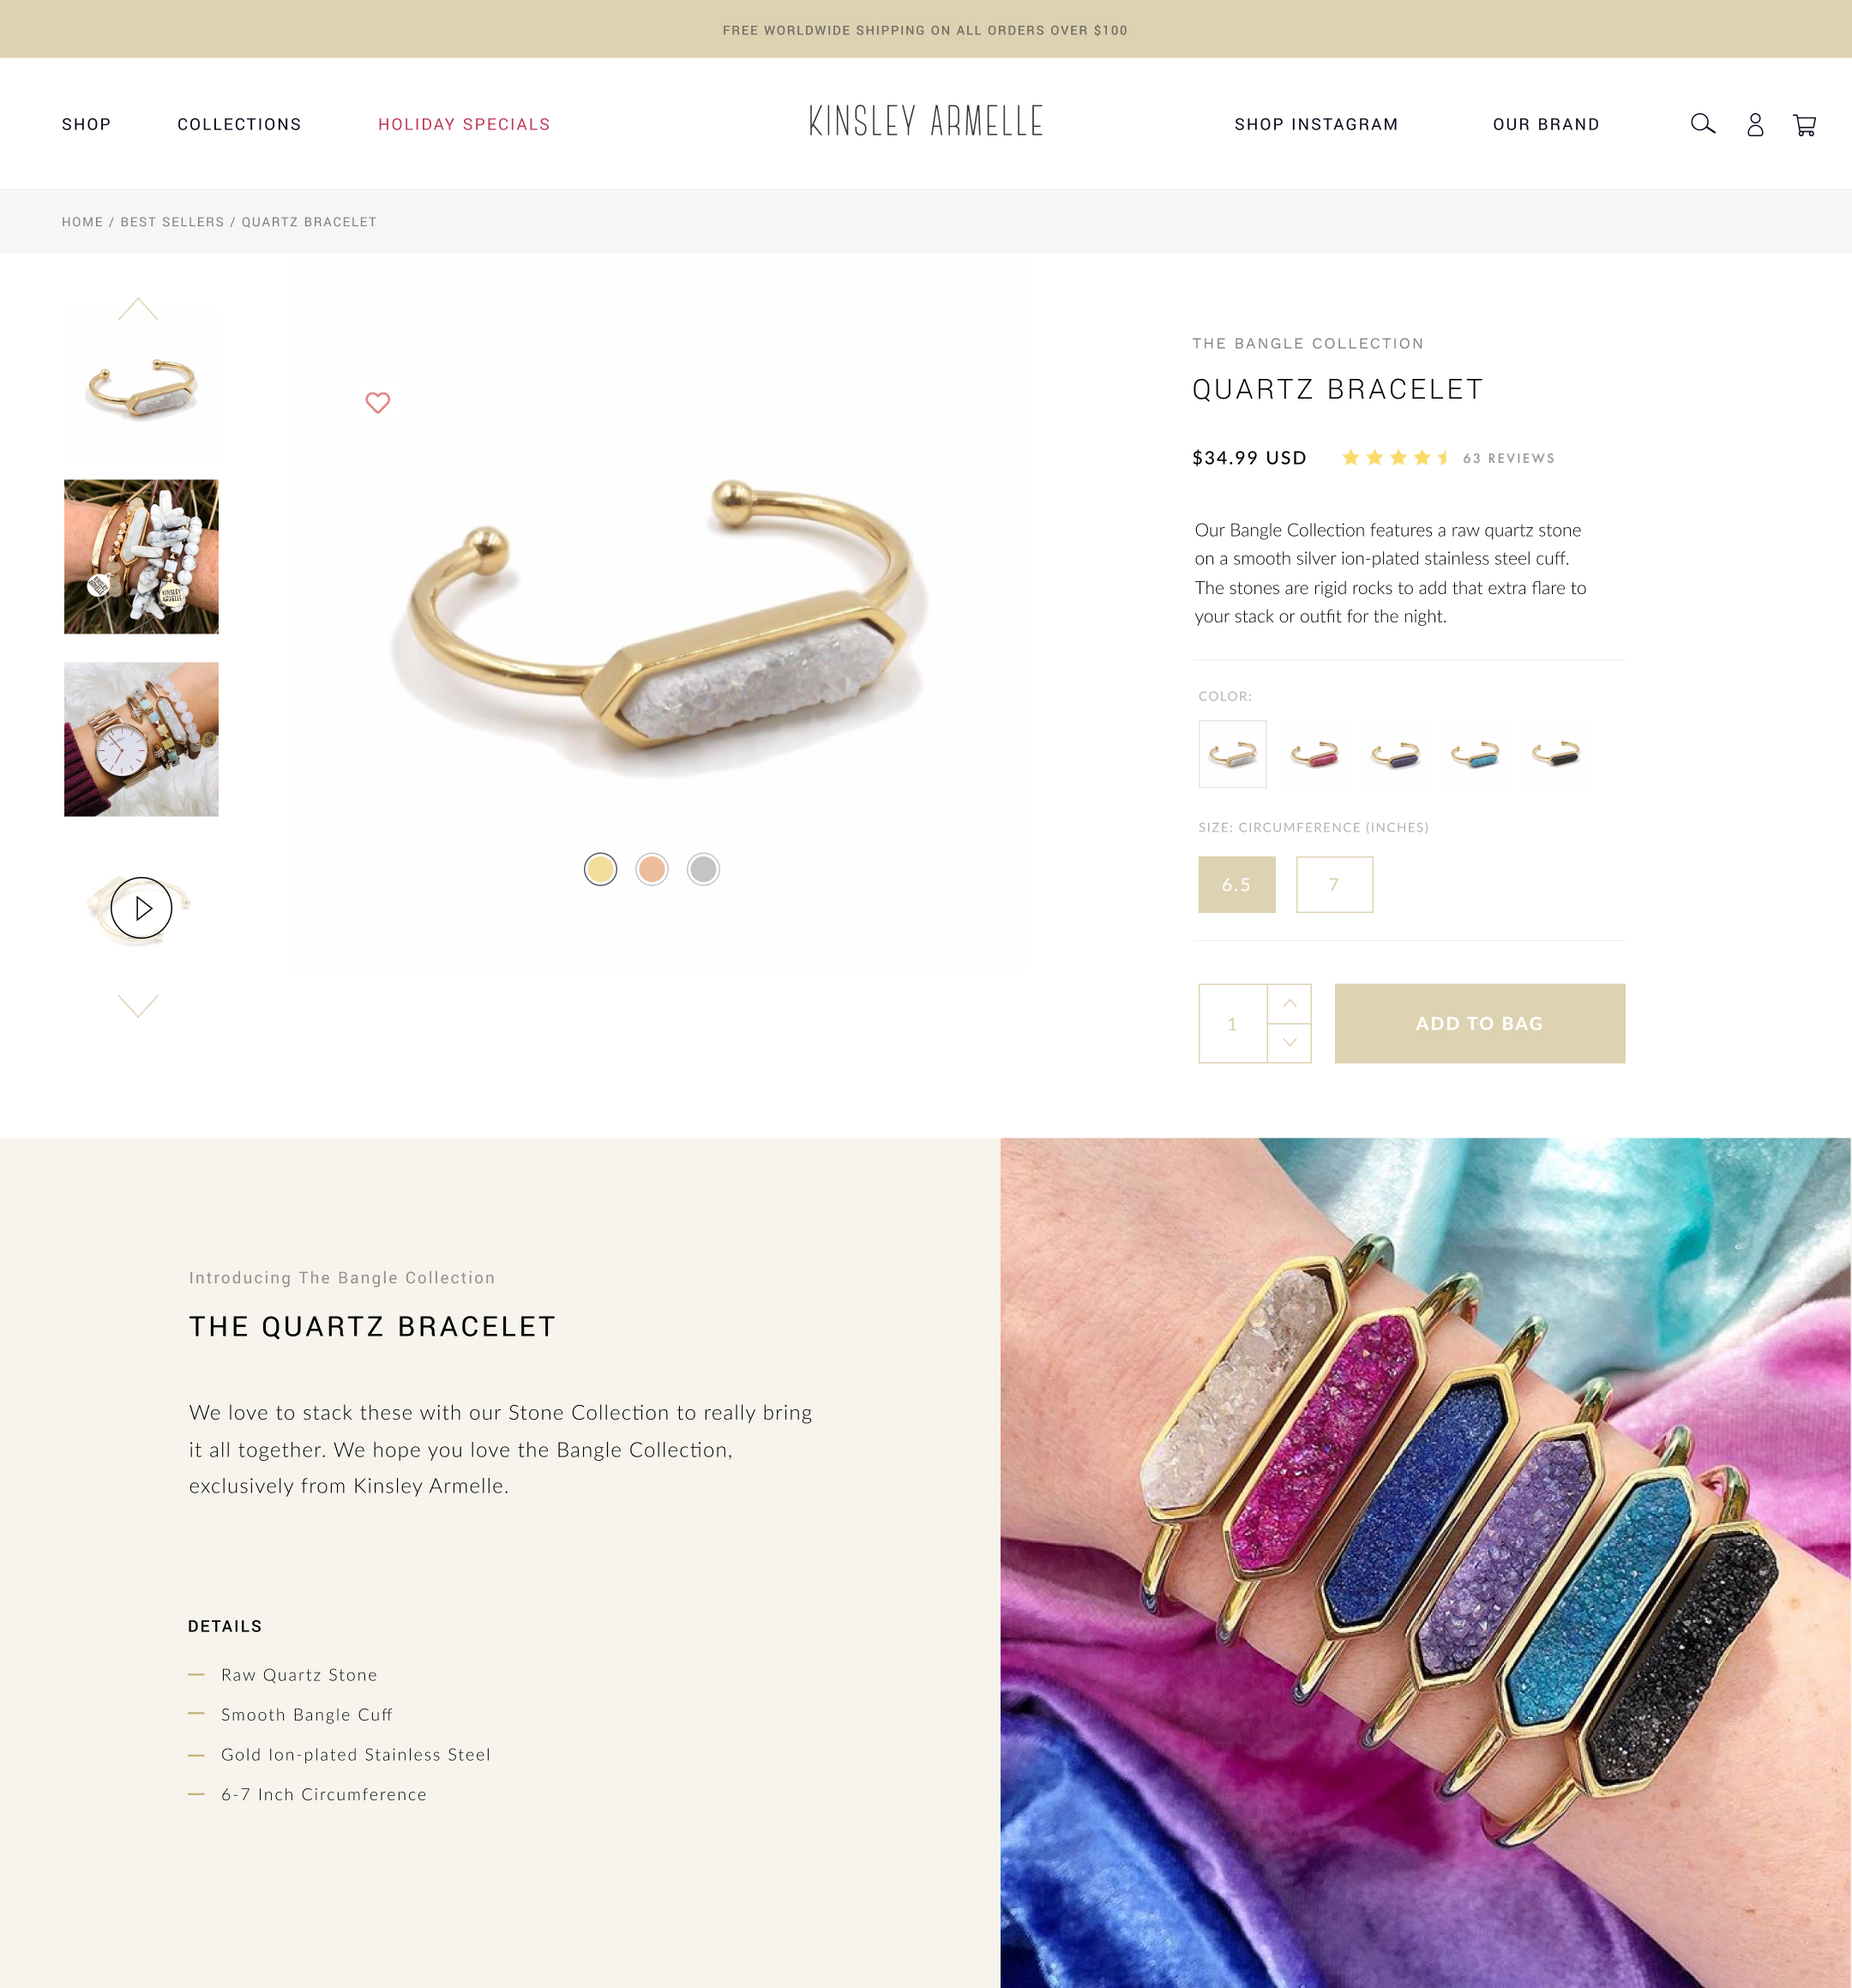 FREE WORLDWIDE SHIPPING ON ALL ORDERS OVER $100
SHOP
COLLECTIONS
HOLIDAY SPECIALS
KINSLEY ARMELLE
SHOP INSTAGRAM
OUR BRAND
HOME / BEST SELLERS / QUARTZ BRACELET
KINSLEY
ARMELLE
THE BANGLE COLLECTION
QUARTZ BRACELET
$34.99 USD
63 REVIEWS
Our Bangle Collection features a raw quartz stone
on a smooth silver ion-plated stainless steel cuff.
The stones are rigid rocks to add that extra flare to
your stack or outfit for the night.
COLOR:
SIZE: CIRCUMFERENCE (INCHES)
6.5
7
1
ADD TO BAG
Introducing The Bangle Collection
THE QUARTZ BRACELET
We love to stack these with our Stone Collection to really bring
it all together. We hope you love the Bangle Collection,
exclusively from Kinsley Armelle.
DETAILS
Raw Quartz Stone
Smooth Bangle Cuff
Gold Ion-plated Stainless Steel
6-7 Inch Circumference